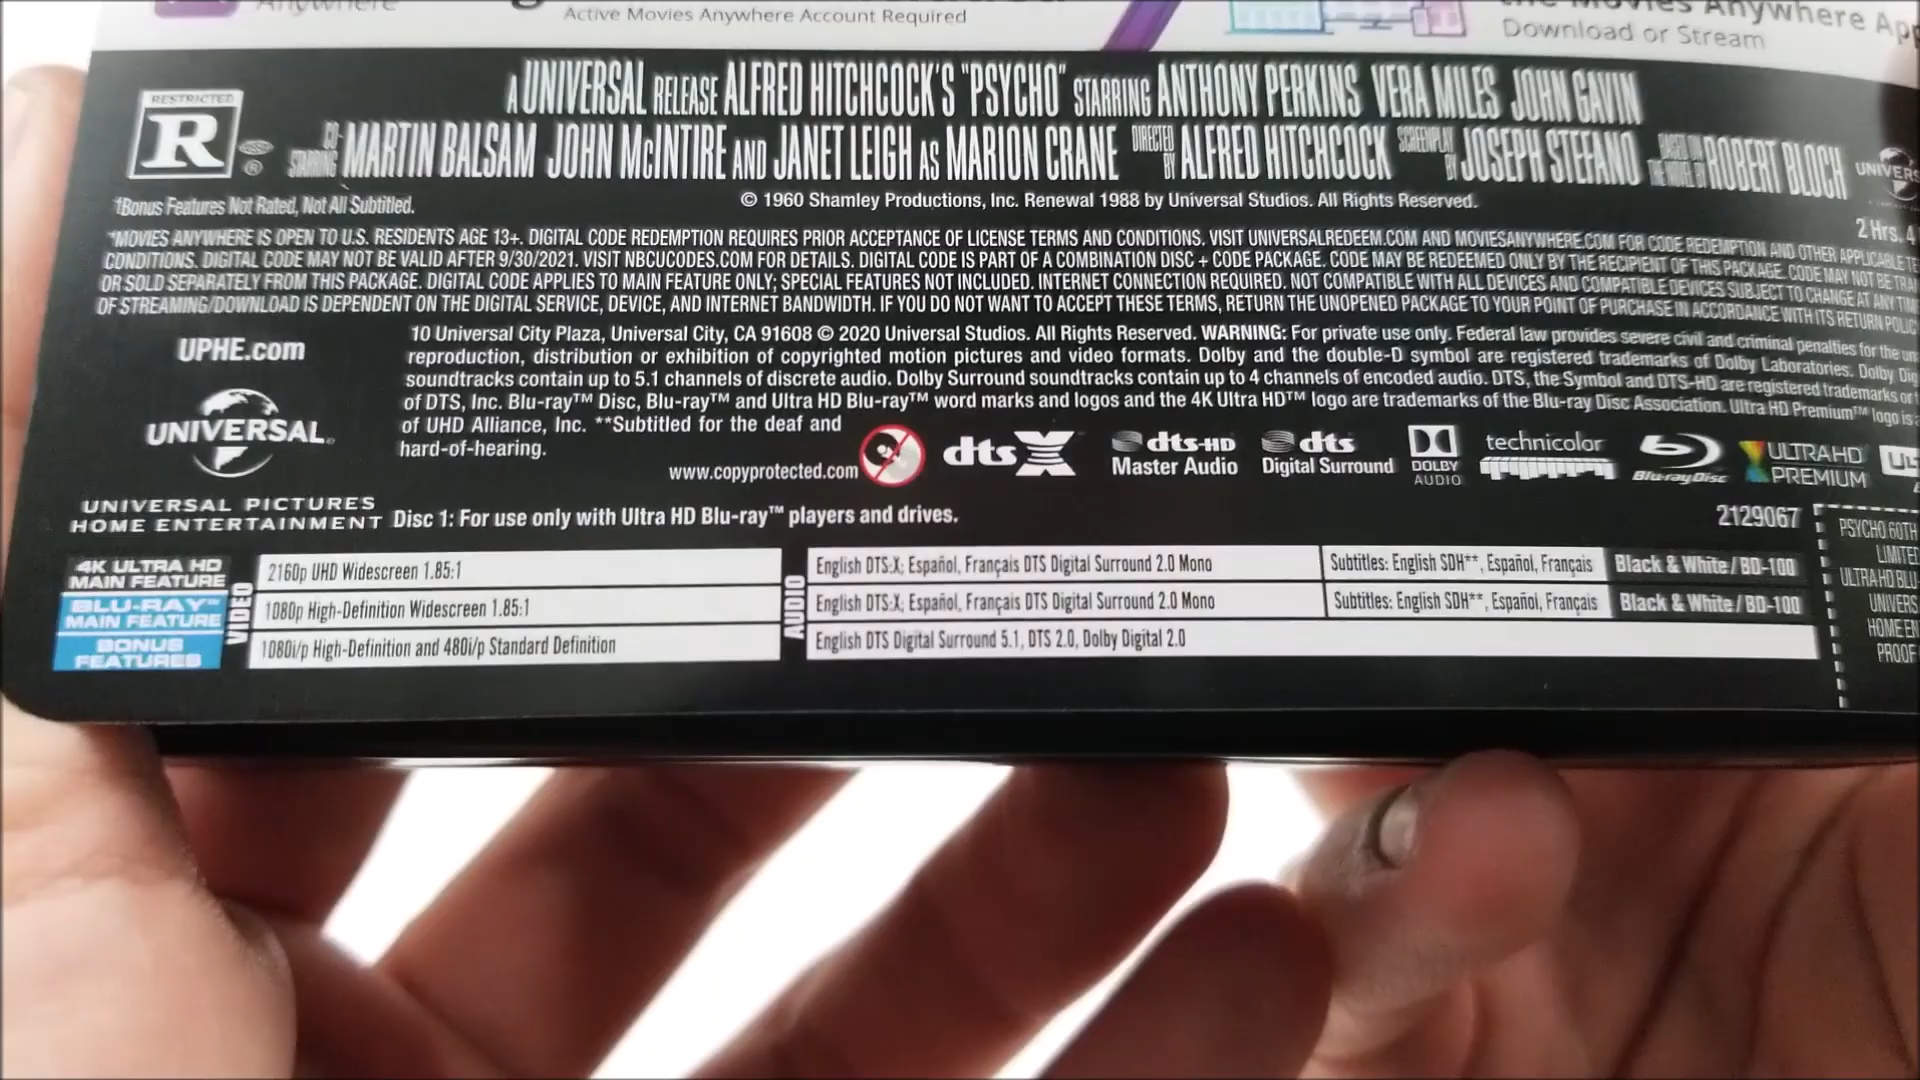 Anywhere
Active Movies Anywhere Account Required
the Movies Anywhere App
Download or Stream
RESTRICTED
R
®
A UNIVERSAL RELEASE ALFRED HITCHCOCK'S "PSYCHO" STARRING ANTHONY PERKINS VERA MILES JOHN GAVIN
CO-STARRING MARTIN BALSAM JOHN McINTIRE AND JANET LEIGH AS MARION CRANE DIRECTED BY ALFRED HITCHCOCK SCREENPLAY BY JOSEPH STEFANO BASED ON THE NOVEL BY ROBERT BLOCH
†Bonus Features Not Rated, Not All Subtitled.
© 1960 Shamley Productions, Inc. Renewal 1988 by Universal Studios. All Rights Reserved.
2 Hrs.
*MOVIES ANYWHERE IS OPEN TO U.S. RESIDENTS AGE 13+. DIGITAL CODE REDEMPTION REQUIRES PRIOR ACCEPTANCE OF LICENSE TERMS AND CONDITIONS. VISIT UNIVERSALREDEEM.COM AND MOVIESANYWHERE.COM FOR CODE REDEMPTION AND OTHER APPLICABLE
CONDITIONS. DIGITAL CODE MAY NOT BE VALID AFTER 9/30/2021. VISIT NBCUCODES.COM FOR DETAILS. DIGITAL CODE IS PART OF A COMBINATION DISC + CODE PACKAGE. CODE MAY BE REDEEMED ONLY BY THE RECIPIENT OF THIS PACKAGE. CODE MAY NOT BE
OR SOLD SEPARATELY FROM THIS PACKAGE. DIGITAL CODE APPLIES TO MAIN FEATURE ONLY; SPECIAL FEATURES NOT INCLUDED. INTERNET CONNECTION REQUIRED. NOT COMPATIBLE WITH ALL DEVICES AND COMPATIBLE DEVICES SUBJECT TO CHANGE AT ANY
OF STREAMING/DOWNLOAD IS DEPENDENT ON THE DIGITAL SERVICE, DEVICE, AND INTERNET BANDWIDTH. IF YOU DO NOT WANT TO ACCEPT THESE TERMS, RETURN THE UNOPENED PACKAGE TO YOUR POINT OF PURCHASE IN ACCORDANCE WITH ITS RETURN
UPHE.com
UNIVERSAL
10 Universal City Plaza, Universal City, CA 91608 © 2020 Universal Studios. All Rights Reserved. WARNING: For private use only. Federal law provides severe civil and criminal penalties for the
reproduction, distribution or exhibition of copyrighted motion pictures and video formats. Dolby and the double-D symbol are registered trademarks of Dolby Laboratories. Dolby
soundtracks contain up to 5.1 channels of discrete audio. Dolby Surround soundtracks contain up to 4 channels of encoded audio. DTS, the Symbol and DTS-HD are registered trademarks
of DTS, Inc. Blu-ray™ Disc, Blu-ray™ and Ultra HD Blu-ray™ word marks and logos and the 4K Ultra HD™ logo are trademarks of the Blu-ray Disc Association. Ultra HD Premium™ logo is
of UHD Alliance, Inc. **Subtitled for the deaf and
hard-of-hearing.
www.copyprotected.com
dts X
dts-HD
Master Audio
dts
Digital Surround
DOLBY
AUDIO
technicolor
Blu-ray Disc
ULTRA HD
PREMIUM
UNIVERSAL PICTURES
HOME ENTERTAINMENT
Disc 1: For use only with Ultra HD Blu-ray™ players and drives.
2129067
PSYCHO 60TH
LIMITED
ULTRA HD BLU
UNIVERS
HOME EN
PROOF
4K ULTRA HD
MAIN FEATURE
BLU-RAY™
MAIN FEATURE
BONUS
FEATURES
VIDEO
2160p UHD Widescreen 1.85:1
1080p High-Definition Widescreen 1.85:1
1080i/p High-Definition and 480i/p Standard Definition
AUDIO
English DTS:X; Español, Français DTS Digital Surround 2.0 Mono
Subtitles: English SDH**, Español, Français
Black & White / BD-100
English DTS:X; Español, Français DTS Digital Surround 2.0 Mono
Subtitles: English SDH**, Español, Français
Black & White / BD-100
English DTS Digital Surround 5.1, DTS 2.0, Dolby Digital 2.0